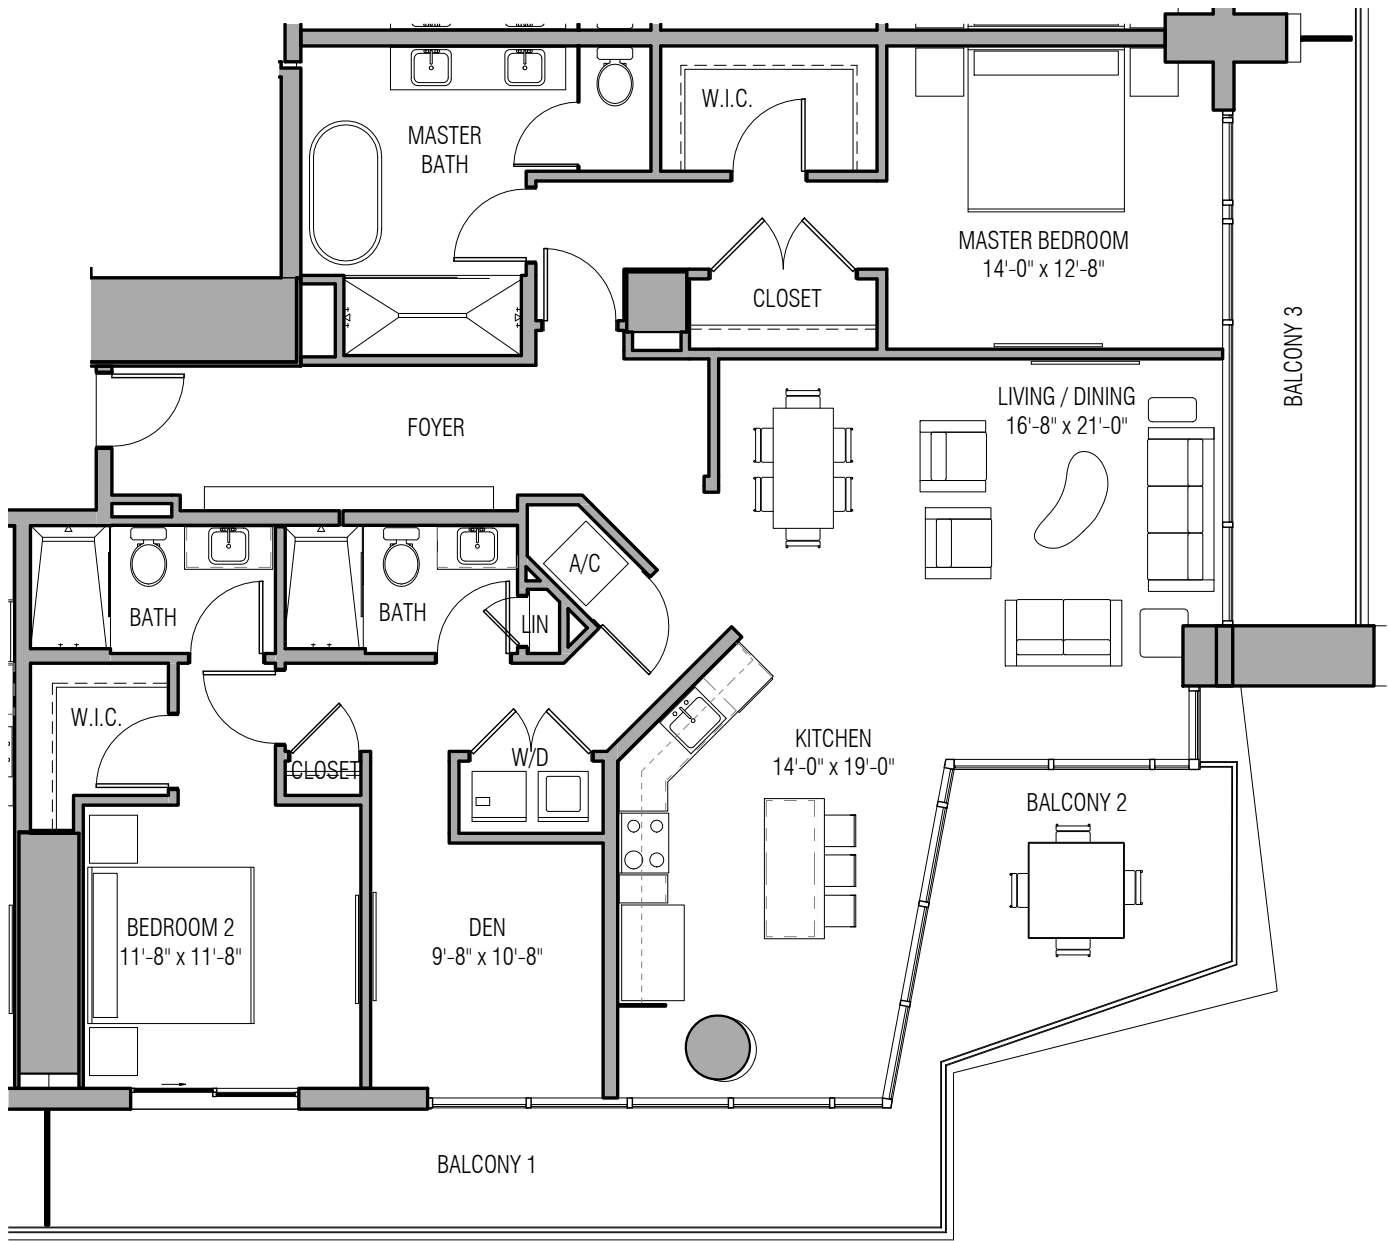 W.I.C.
MASTER
BATH
MASTER BEDROOM
14'-0" x 12'-8"
CLOSET
BALCONY 3
LIVING / DINING
16'-8" x 21'-0"
FOYER
A/C
BATH
BATH
LIN
W.I.C.
CLOSET
W/D
KITCHEN
14'-0" x 19'-0"
BALCONY 2
BEDROOM 2
11'-8" x 11'-8"
DEN
9'-8" x 10'-8"
BALCONY 1